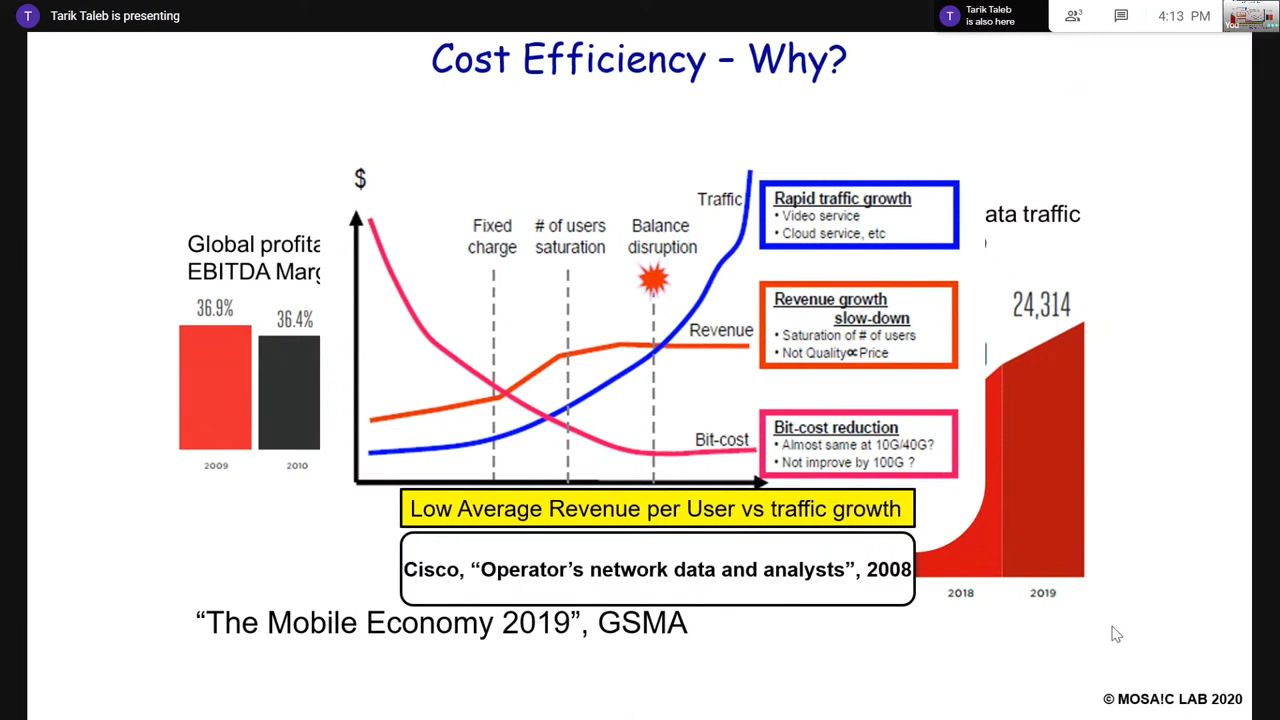 T Tarik Taleb is presenting
T Tarik Taleb
is also here
3
4:13 PM
You
Cost Efficiency – Why?
$
Traffic
Fixed
charge
# of users
saturation
Balance
disruption
Revenue
Bit-cost
Rapid traffic growth
• Video service
• Cloud service, etc
Revenue growth
slow-down
• Saturation of # of users
• Not Quality∝Price
Bit-cost reduction
• Almost same at 10G/40G?
• Not improve by 100G ?
Global profita
EBITDA Marg
36.9%
36.4%
2009
2010
ata traffic
24,314
2018
2019
Low Average Revenue per User vs traffic growth
Cisco, “Operator’s network data and analysts”, 2008
“The Mobile Economy 2019”, GSMA
© MOSA!C LAB 2020